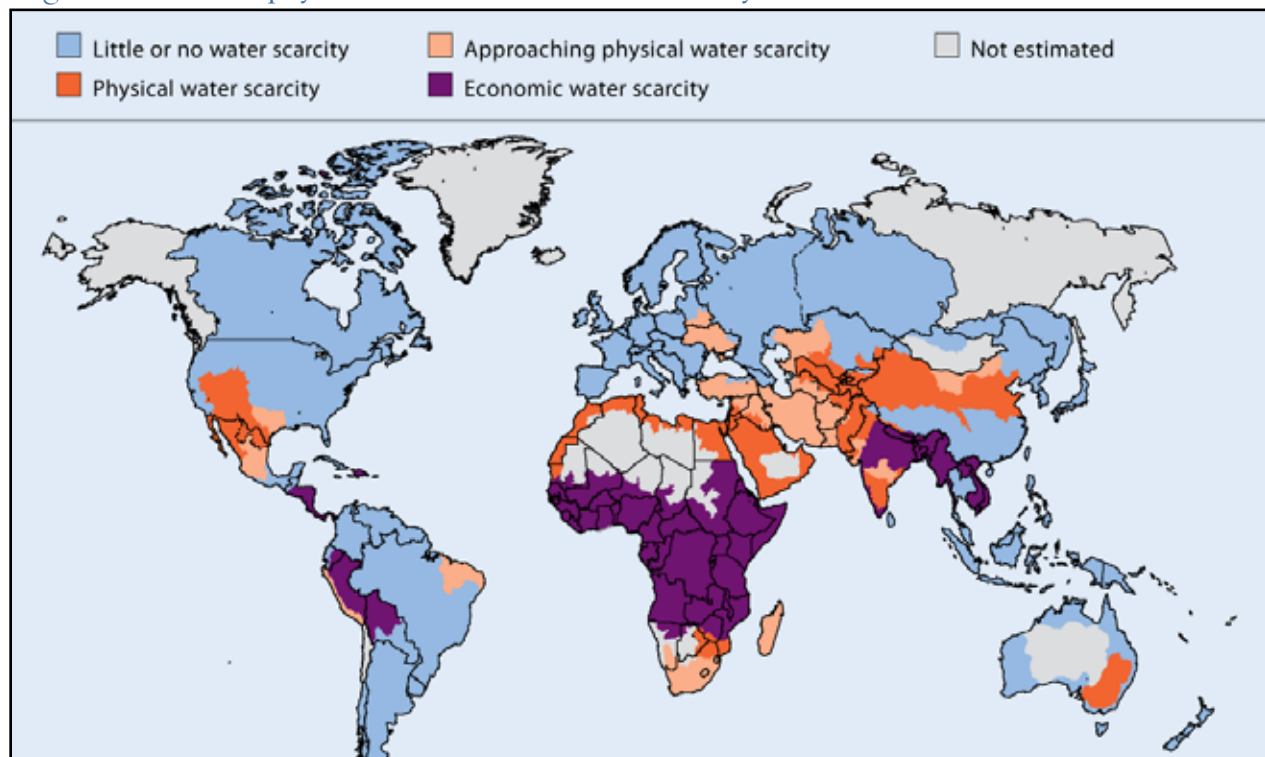 Little or no water scarcity
Approaching physical water scarcity
Not estimated
Physical water scarcity
Economic water scarcity